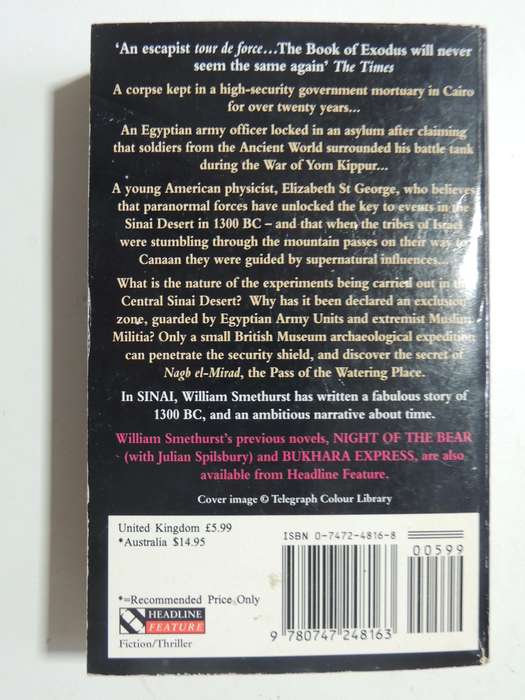 ‘An escapist tour de force...The Book of Exodus will never
seem the same again’ The Times
A corpse kept in a high-security government mortuary in Cairo
for over twenty years...
An Egyptian army officer locked in an asylum after claiming
that soldiers from the Ancient World surrounded his battle tank
during the War of Yom Kippur...
A young American physicist, Elizabeth St George, who believes
that paranormal forces have unlocked the key to events in the
Sinai Desert in 1300 BC – and that when the tribes of Israel
were stumbling through the mountain passes on their way to
Canaan they were guided by supernatural influences...
What is the nature of the experiments being carried out in the
Central Sinai Desert? Why has it been declared an exclusion
zone, guarded by Egyptian Army Units and extremist Muslim
Militia? Only a small British Museum archaeological expedition
can penetrate the security shield, and discover the secret of
Nagb el-Mirad, the Pass of the Watering Place.
In SINAI, William Smethurst has written a fabulous story of
1300 BC, and an ambitious narrative about time.
William Smethurst's previous novels, NIGHT OF THE BEAR
(with Julian Spilsbury) and BUKHARA EXPRESS, are also
available from Headline Feature.
Cover image © Telegraph Colour Library
United Kingdom £5.99
*Australia $14.95
*=Recommended Price Only
HEADLINE
FEATURE
Fiction/Thriller
ISBN 0-7472-4816-8
00599
9 780747 248163